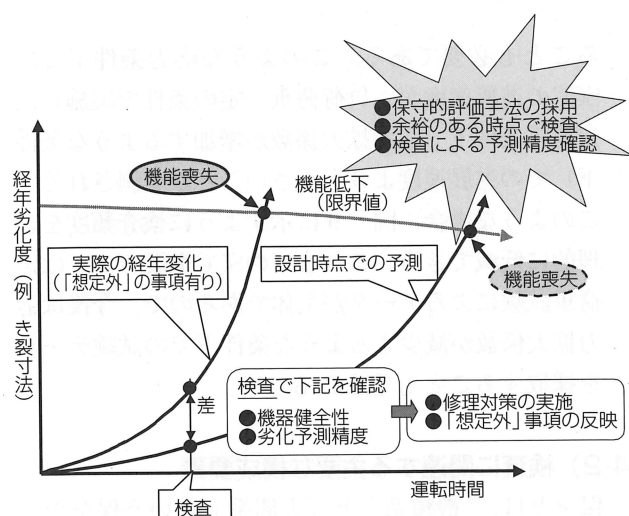 ●保守的評価手法の採用
●余裕のある時点で検査
●検査による予測精度確認
機能喪失
機能低下
(限界値)
経年劣化度(例 き裂寸法)
実際の経年変化
(「想定外」の事項有り)
設計時点での予測
機能喪失
差
検査で下記を確認
●機器健全性
●劣化予測精度
●修理対策の実施
●「想定外」事項の反映
検査
運転時間